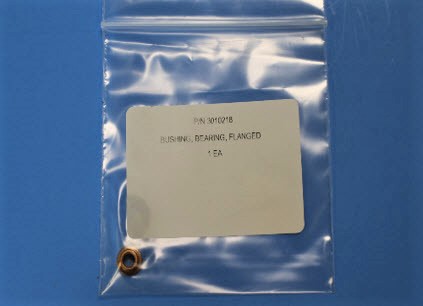 P/N 3010218
BUSHING, BEARING, FLANGED
1 EA